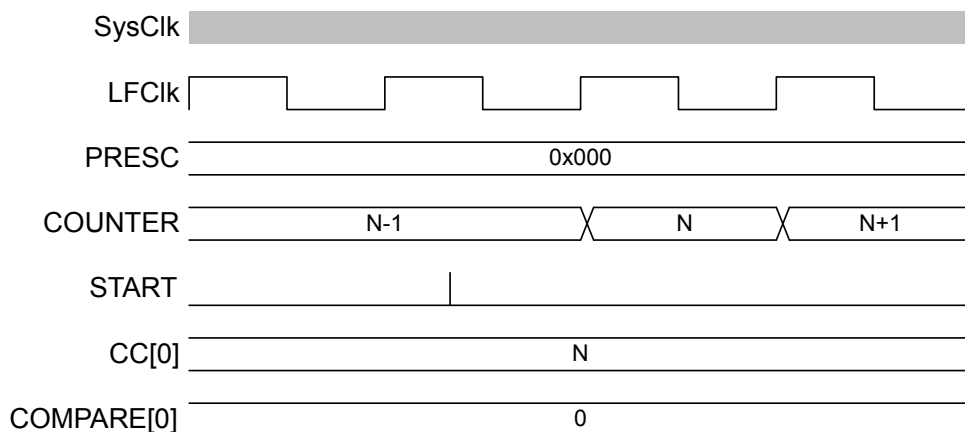 SysClk
LFClk
PRESC 0x000
COUNTER N-1 N N+1
START
CC[0] N
COMPARE[0] 0